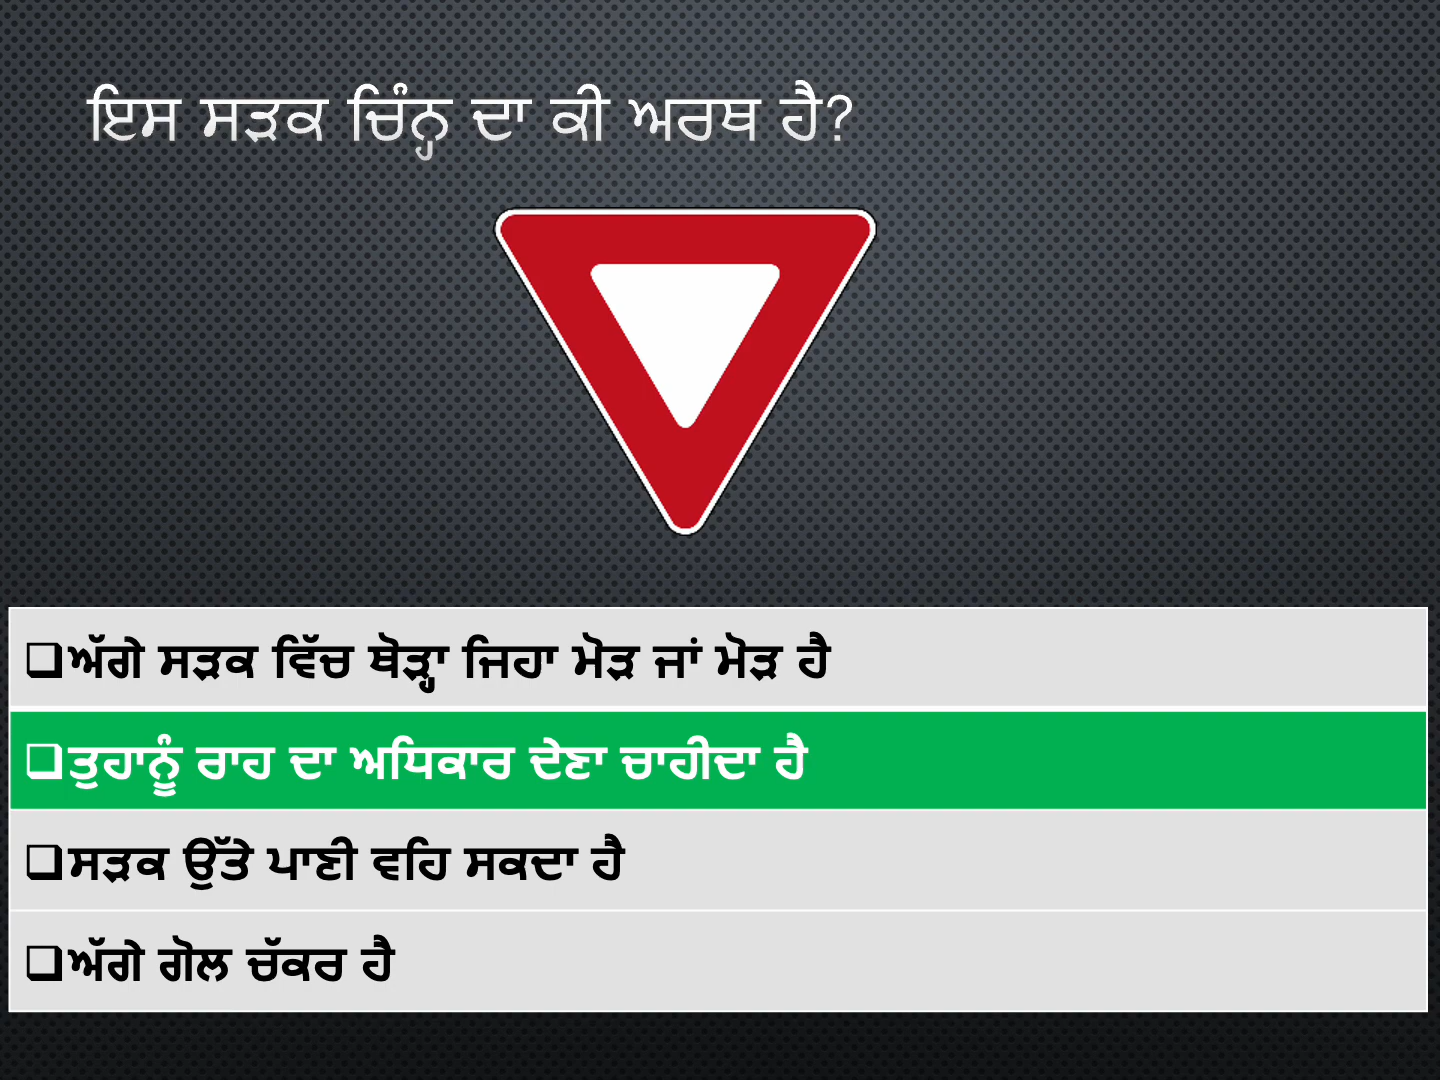 ਇਸ ਸੜਕ ਚਿੰਨ੍ਹ ਦਾ ਕੀ ਅਰਥ ਹੈ?
ਅੱਗੇ ਸੜਕ ਵਿੱਚ ਥੋੜ੍ਹਾ ਜਿਹਾ ਮੋੜ ਜਾਂ ਮੋੜ ਹੈ
ਤੁਹਾਨੂੰ ਰਾਹ ਦਾ ਅਧਿਕਾਰ ਦੇਣਾ ਚਾਹੀਦਾ ਹੈ
ਸੜਕ ਉੱਤੇ ਪਾਣੀ ਵਹਿ ਸਕਦਾ ਹੈ
ਅੱਗੇ ਗੋਲ ਚੱਕਰ ਹੈ